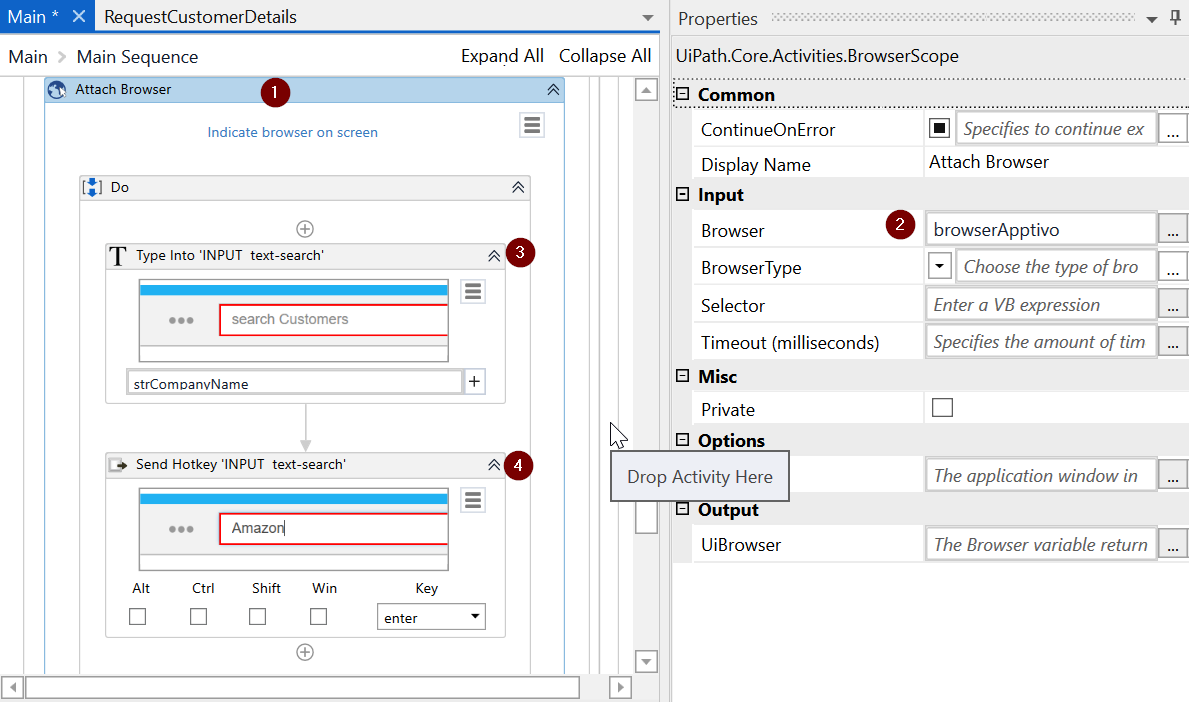 Main *
RequestCustomerDetails
Main
Main Sequence
Expand All
Collapse All
Attach Browser
1
Indicate browser on screen
Do
Type Into 'INPUT  text-search'
3
search Customers
strCompanyName
+
Send Hotkey 'INPUT  text-search'
4
Amazon
Alt
Ctrl
Shift
Win
Key
enter
Drop Activity Here
Properties
UiPath.Core.Activities.BrowserScope
Common
ContinueOnError
Specifies to continue ex
...
Display Name
Attach Browser
Input
Browser
2
browserApptivo
...
BrowserType
Choose the type of bro
...
Selector
Enter a VB expression
...
Timeout (milliseconds)
Specifies the amount of tim
...
Misc
Private
Options
The application window in
...
Output
UiBrowser
The Browser variable return
...